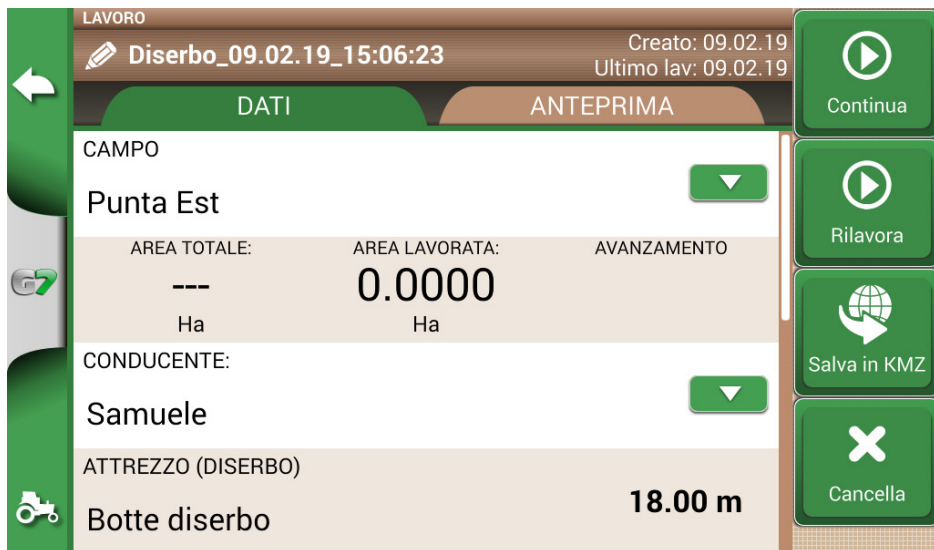 LAVORO
Diserbo_09.02.19_15:06:23
Creato: 09.02.19
Ultimo lav: 09.02.19
DATI
ANTEPRIMA
CAMPO
Punta Est
AREA TOTALE:
AREA LAVORATA:
AVANZAMENTO
---
0.0000
Ha
Ha
CONDUCENTE:
Samuele
ATTREZZO (DISERBO)
Botte diserbo
18.00 m
G7
Continua
Rilavora
Salva in KMZ
Cancella